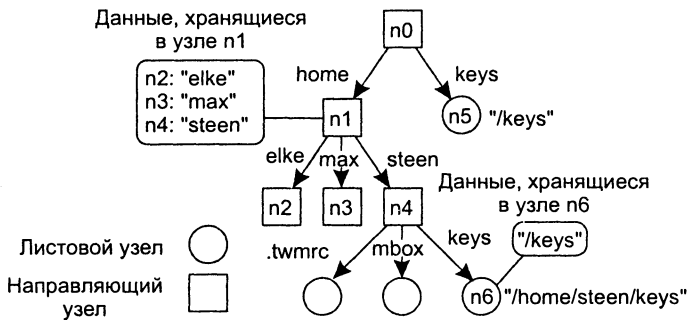 Данные, хранящиеся
в узле n1
n0
home
keys
n2: "elke"
n3: "max"
n4: "steen"
n1
n5
"/keys"
elke
max
steen
Данные, хранящиеся
в узле n6
n2
n3
n4
"/keys"
Листовой узел
.twmrc
mbox
keys
Направляющий
узел
n6
"/home/steen/keys"